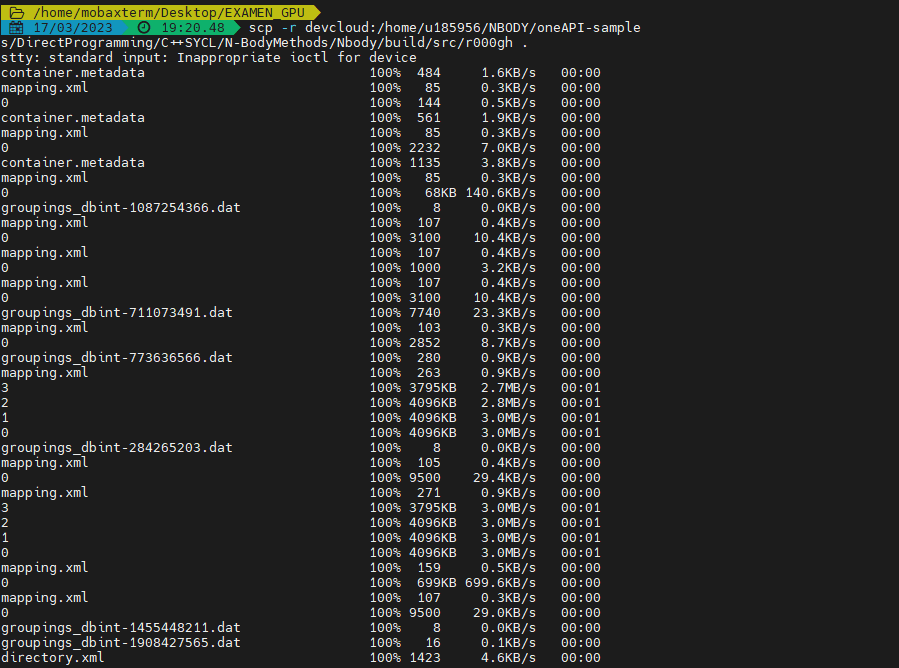 /home/mobaxterm/Desktop/EXAMEN GPU
17/03/2023 19:20.48 scp -r devcloud:/home/u185956/NBODY/oneAPI-sample
s/DirectProgramming/C++SYCL/N-BodyMethods/Nbody/build/src/r000gh .
stty: standard input: Inappropriate ioctl for device
container.metadata 100% 484 1.6KB/s 00:00
mapping.xml 100% 85 0.3KB/s 00:00
0 100% 144 0.5KB/s 00:00
container.metadata 100% 561 1.9KB/s 00:00
mapping.xml 100% 85 0.3KB/s 00:00
0 100% 2232 7.0KB/s 00:00
container.metadata 100% 1135 3.8KB/s 00:00
mapping.xml 100% 85 0.3KB/s 00:00
0 100% 68KB 140.6KB/s 00:00
groupings_dbint-1087254366.dat 100% 8 0.0KB/s 00:00
mapping.xml 100% 107 0.4KB/s 00:00
0 100% 3100 10.4KB/s 00:00
mapping.xml 100% 107 0.4KB/s 00:00
0 100% 1000 3.2KB/s 00:00
mapping.xml 100% 107 0.4KB/s 00:00
0 100% 3100 10.4KB/s 00:00
groupings_dbint-711073491.dat 100% 7740 23.3KB/s 00:00
mapping.xml 100% 103 0.3KB/s 00:00
0 100% 2852 8.7KB/s 00:00
groupings_dbint-773636566.dat 100% 280 0.9KB/s 00:00
mapping.xml 100% 263 0.9KB/s 00:00
3 100% 3795KB 2.7MB/s 00:01
2 100% 4096KB 2.8MB/s 00:01
1 100% 4096KB 3.0MB/s 00:01
0 100% 4096KB 3.0MB/s 00:01
groupings_dbint-284265203.dat 100% 8 0.0KB/s 00:00
mapping.xml 100% 105 0.4KB/s 00:00
0 100% 9500 29.4KB/s 00:00
mapping.xml 100% 271 0.9KB/s 00:00
3 100% 3795KB 3.0MB/s 00:01
2 100% 4096KB 3.0MB/s 00:01
1 100% 4096KB 3.0MB/s 00:01
0 100% 4096KB 3.0MB/s 00:01
mapping.xml 100% 159 0.5KB/s 00:00
0 100% 699KB 699.6KB/s 00:00
mapping.xml 100% 107 0.3KB/s 00:00
0 100% 9500 29.0KB/s 00:00
groupings_dbint-1455448211.dat 100% 8 0.0KB/s 00:00
groupings_dbint-1908427565.dat 100% 16 0.1KB/s 00:00
directory.xml 100% 1423 4.6KB/s 00:00